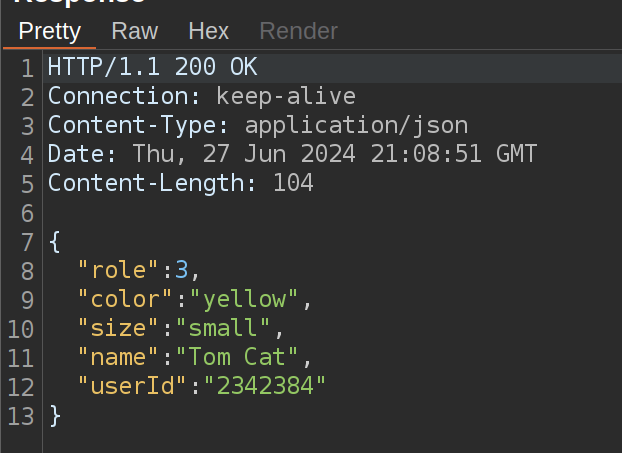 Response
Pretty Raw Hex Render
1 HTTP/1.1 200 OK
2 Connection: keep-alive
3 Content-Type: application/json
4 Date: Thu, 27 Jun 2024 21:08:51 GMT
5 Content-Length: 104
6
7 {
8 "role":3,
9 "color":"yellow",
10 "size":"small",
11 "name":"Tom Cat",
12 "userId":"2342384"
13 }